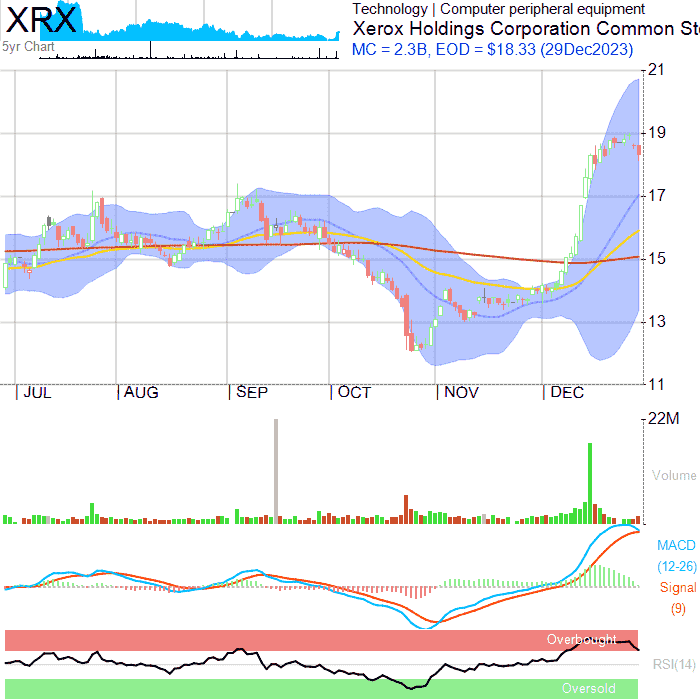 XRX
5yr Chart
Technology | Computer peripheral equipment
Xerox Holdings Corporation Common Sto
MC = 2.3B, EOD = $18.33 (29Dec2023)
21
19
17
15
13
11
JUL
AUG
SEP
OCT
NOV
DEC
22M
Volume
MACD
(12-26)
Signal
(9)
Overbought
RSI(14)
Oversold